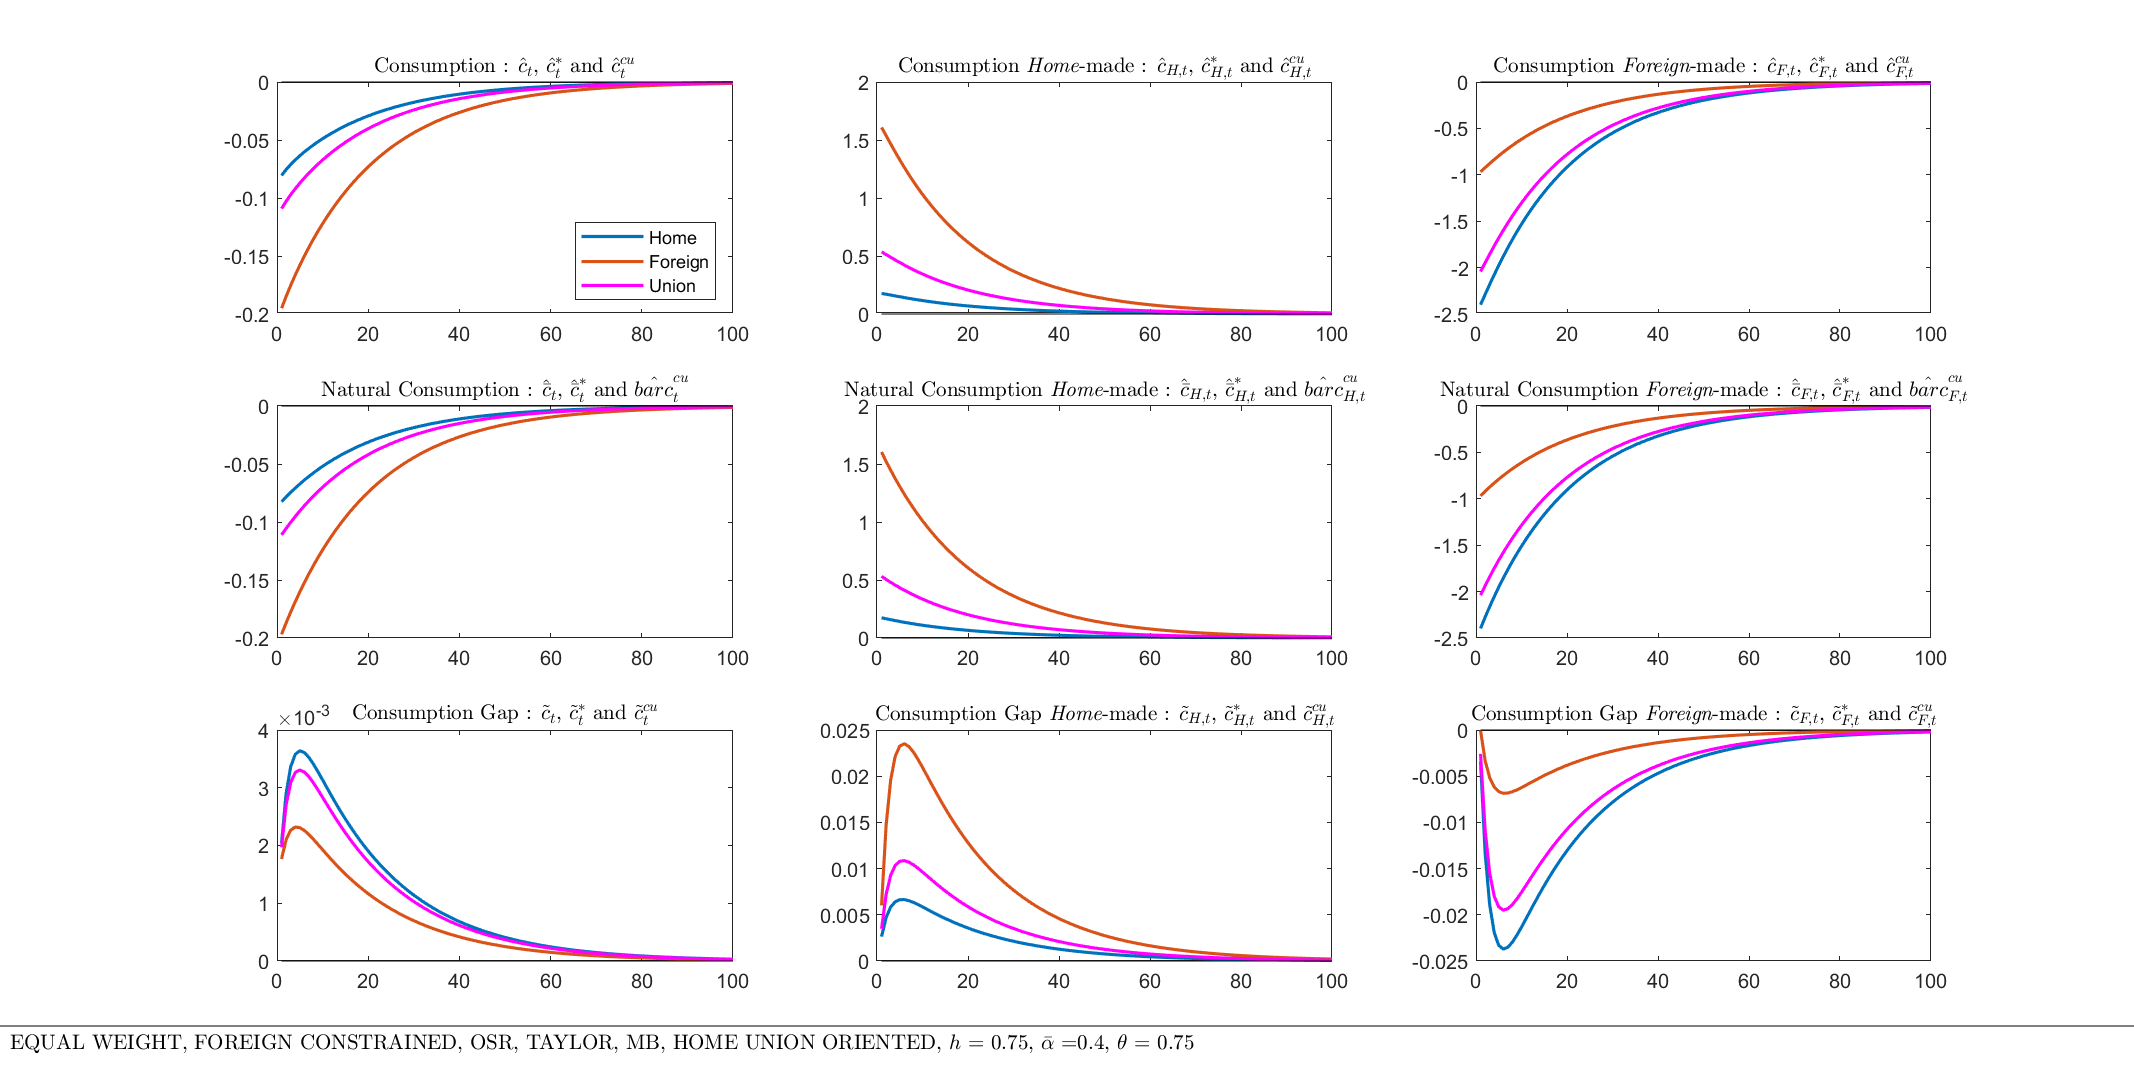 Consumption : ĉ_t, ĉ*_t and ĉ^cu_t
Consumption Home-made : ĉ_H,t, ĉ*_H,t and ĉ^cu_H,t
Consumption Foreign-made : ĉ_F,t, ĉ*_F,t and ĉ^cu_F,t
0
-0.05
-0.1
-0.15
-0.2
0 20 40 60 80 100
Home
Foreign
Union
2
1.5
1
0.5
0
0 20 40 60 80 100
0
-0.5
-1
-1.5
-2
-2.5
0 20 40 60 80 100
Natural Consumption : c̄̂_t, c̄̂*_t and bar̂c^cu_t
Natural Consumption Home-made : c̄̂_H,t, c̄̂*_H,t and bar̂c^cu_H,t
Natural Consumption Foreign-made : c̄̂_F,t, c̄̂*_F,t and bar̂c^cu_F,t
0
-0.05
-0.1
-0.15
-0.2
0 20 40 60 80 100
2
1.5
1
0.5
0
0 20 40 60 80 100
0
-0.5
-1
-1.5
-2
-2.5
0 20 40 60 80 100
Consumption Gap : c̃_t, c̃*_t and c̃^cu_t
Consumption Gap Home-made : c̃_H,t, c̃*_H,t and c̃^cu_H,t
Consumption Gap Foreign-made : c̃_F,t, c̃*_F,t and c̃^cu_F,t
×10^-3
4
3
2
1
0
0 20 40 60 80 100
0.025
0.02
0.015
0.01
0.005
0
0 20 40 60 80 100
0
-0.005
-0.01
-0.015
-0.02
-0.025
0 20 40 60 80 100
EQUAL WEIGHT, FOREIGN CONSTRAINED, OSR, TAYLOR, MB, HOME UNION ORIENTED, h = 0.75, ᾱ =0.4, θ = 0.75